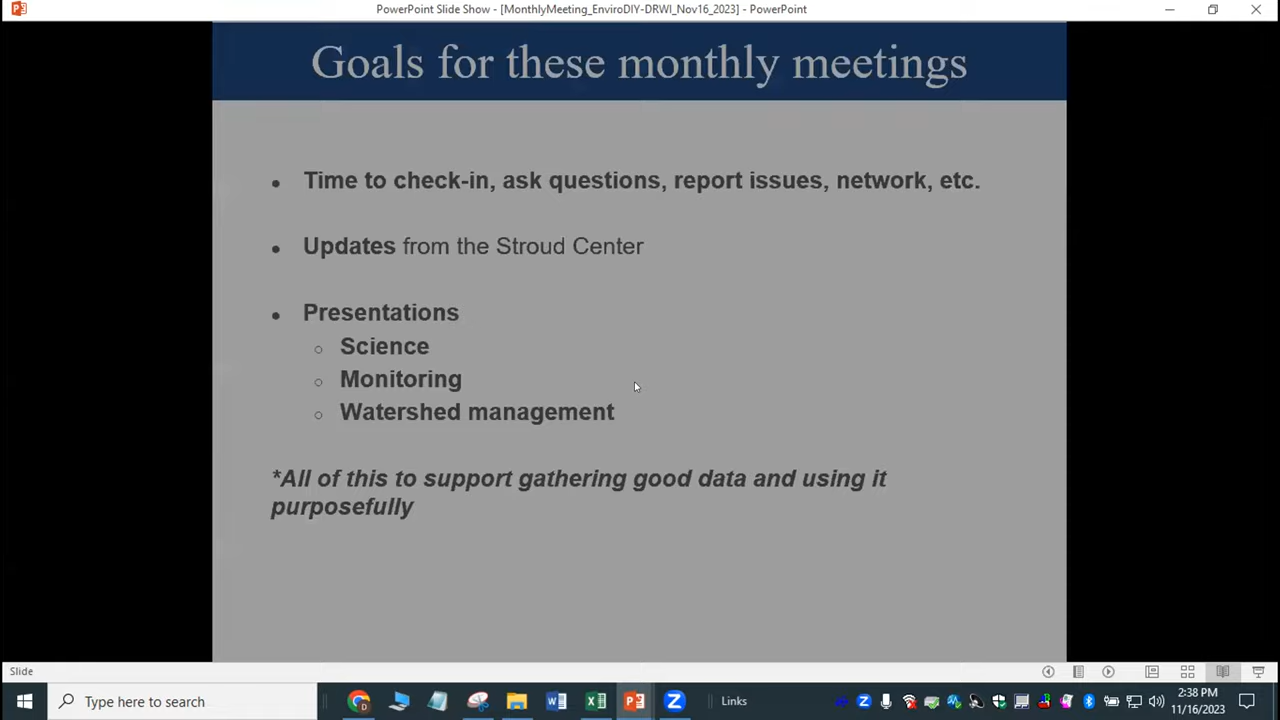 PowerPoint Slide Show - [MonthlyMeeting_EnviroDIY-DRWI_Nov16_2023] - PowerPoint
Goals for these monthly meetings
• Time to check-in, ask questions, report issues, network, etc.
• Updates from the Stroud Center
• Presentations
○ Science
○ Monitoring
○ Watershed management
*All of this to support gathering good data and using it
purposefully
Slide
Type here to search
Links
2:38 PM
11/16/2023